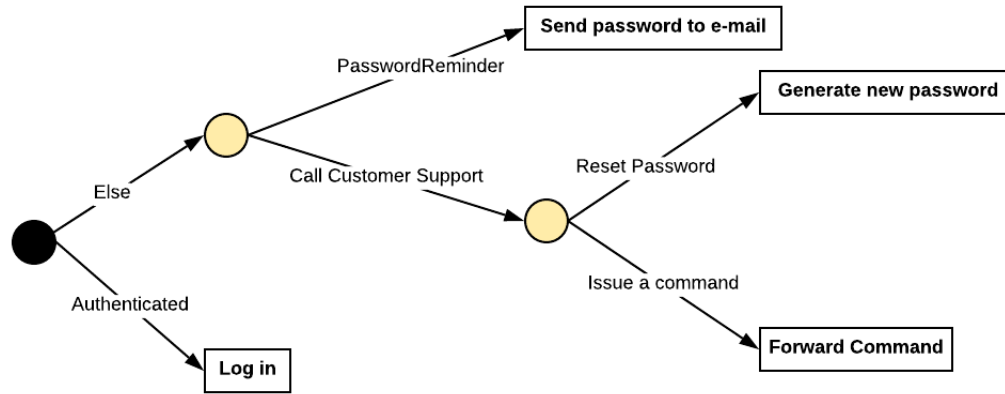 Send password to e-mail
PasswordReminder
Generate new password
Reset Password
Call Customer Support
Else
Issue a command
Authenticated
Forward Command
Log in